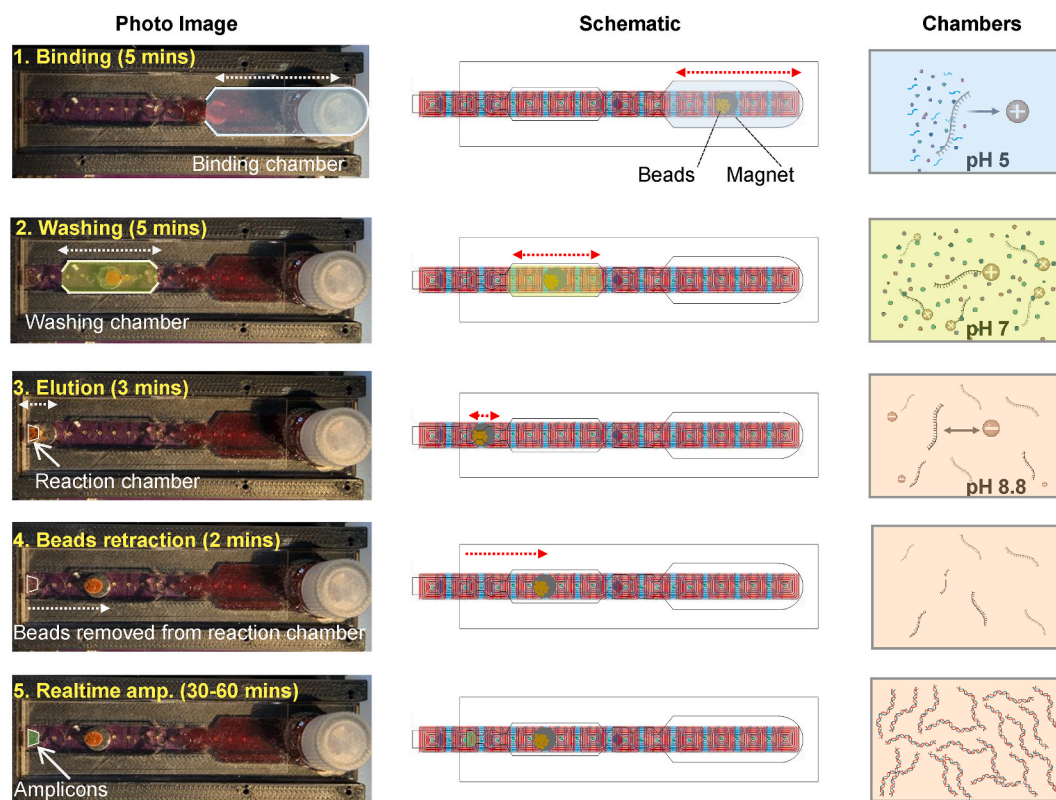 Photo Image
Schematic
Chambers
1. Binding (5 mins)
Binding chamber
Beads
Magnet
pH 5
2. Washing (5 mins)
Washing chamber
pH 7
3. Elution (3 mins)
Reaction chamber
pH 8.8
4. Beads retraction (2 mins)
Beads removed from reaction chamber
5. Realtime amp. (30-60 mins)
Amplicons